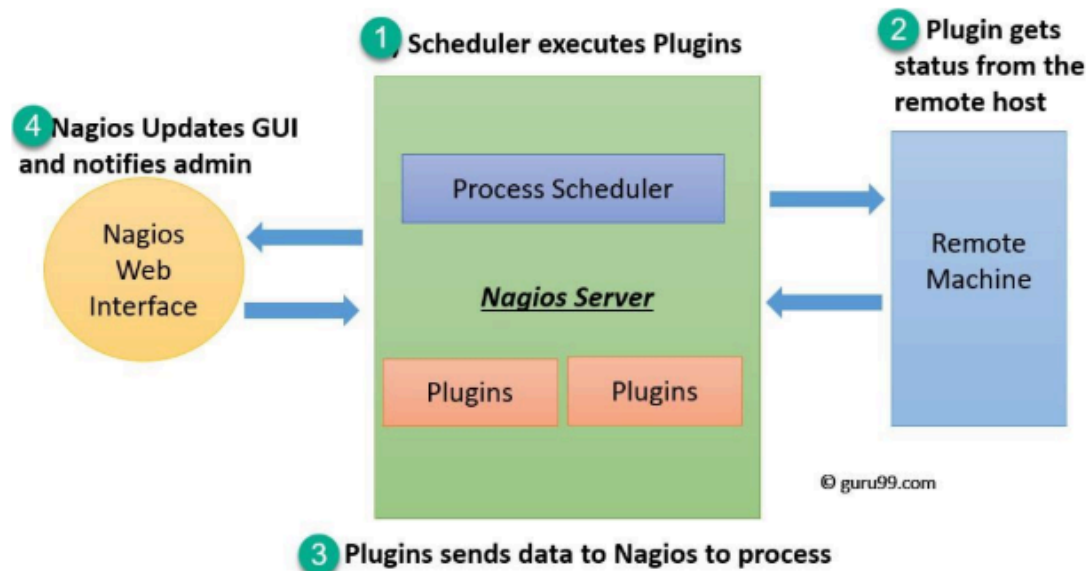 1 Scheduler executes Plugins
2 Plugin gets
status from the
remote host
4 Nagios Updates GUI
and notifies admin
Process Scheduler
Nagios
Web
Interface
Nagios Server
Remote
Machine
Plugins
Plugins
© guru99.com
3 Plugins sends data to Nagios to process